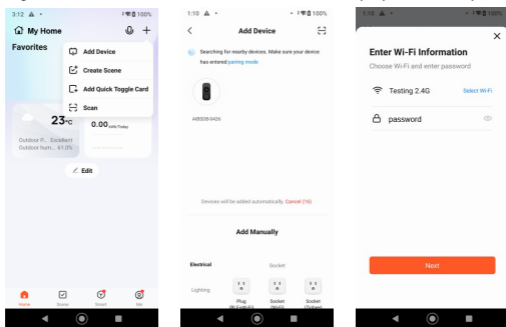 3:12
100%
My Home
Favorites
Add Device
Create Scene
Add Quick Toggle Card
Scan
23°C
0.00
Outdoor Excellent
Outdoor hum... 61.0%
Edit
Home
Scene
Smart
Me
1:10
100%
Add Device
Searching for nearby devices. Make sure your device
has entered pairing mode
Devices will be added automatically. Cancel
Add Manually
Electrical
Socket
Lighting
Plug
Socket
Socket
1:10
100%
Enter Wi-Fi Information
Choose Wi-Fi and enter password
Testing 2.4G
Select Wi-Fi
password
Next